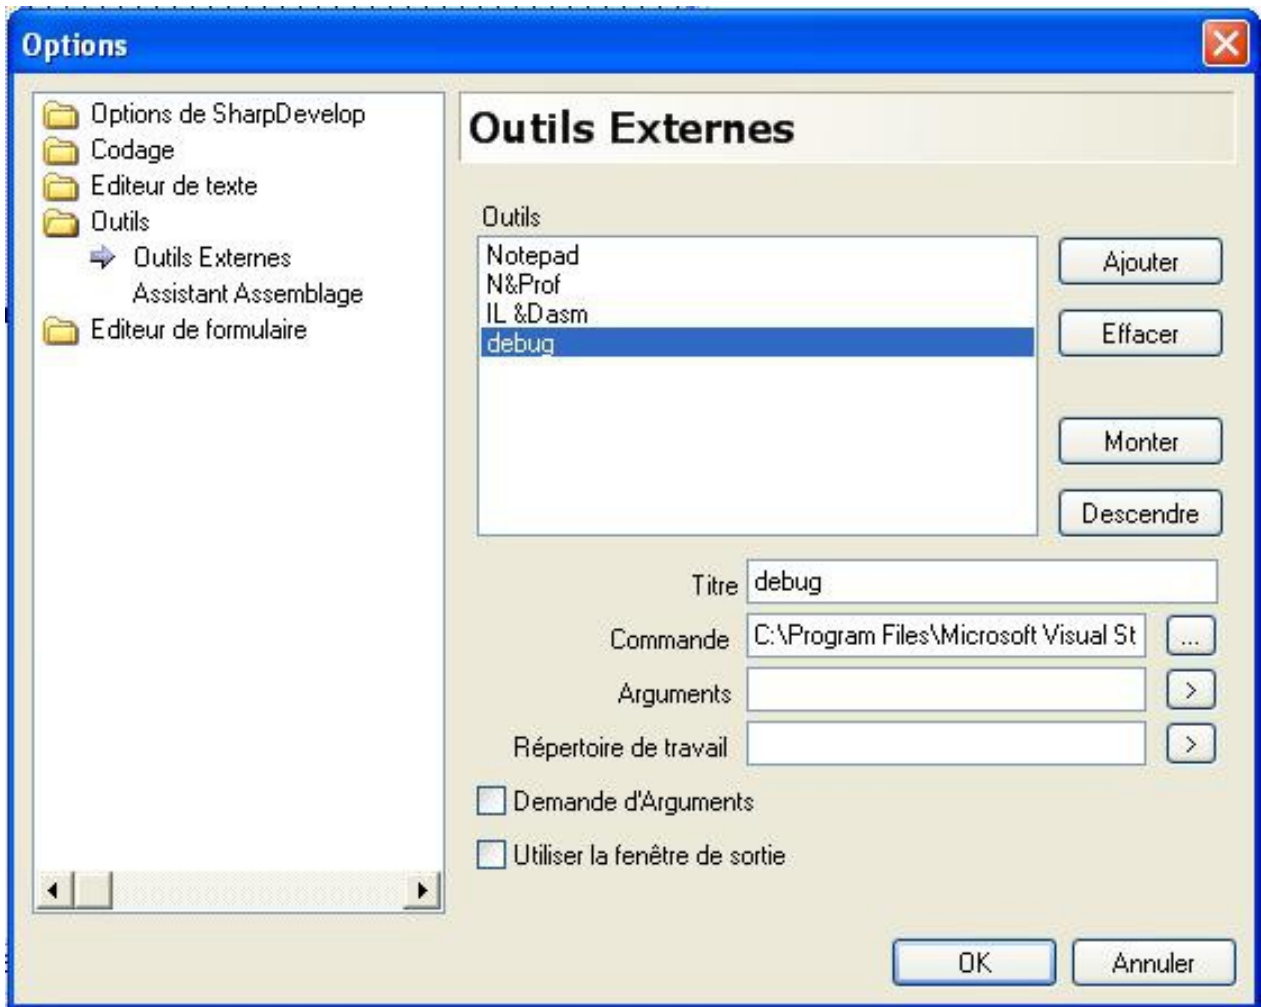 Options
Options de SharpDevelop
Codage
Editeur de texte
Outils
Outils Externes
Assistant Assemblage
Editeur de formulaire
Outils Externes
Outils
Notepad
N&Prof
IL &Dasm
debug
Ajouter
Effacer
Monter
Descendre
Titre debug
Commande C:\Program Files\Microsoft Visual St ...
Arguments >
Répertoire de travail >
Demande d'Arguments
Utiliser la fenêtre de sortie
OK Annuler